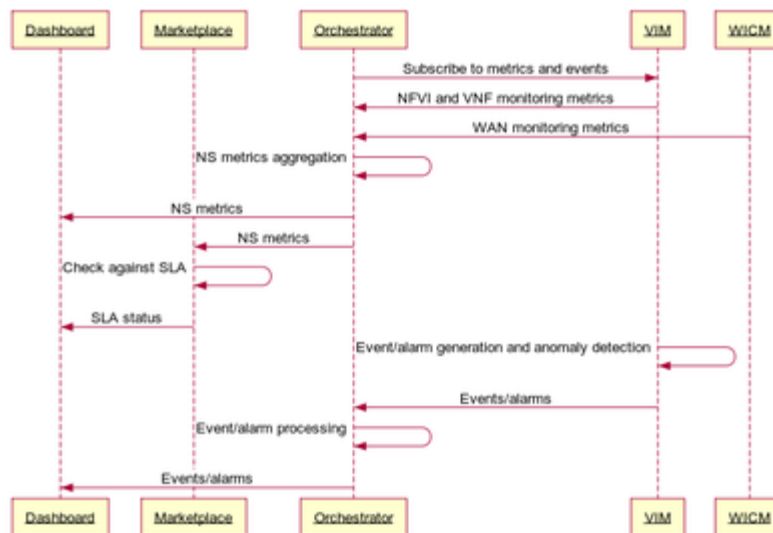 Dashboard
Marketplace
Orchestrator
VIM
WICM
Subscribe to metrics and events
NFVI and VNF monitoring metrics
WAN monitoring metrics
NS metrics aggregation
NS metrics
NS metrics
Check against SLA
SLA status
Event/alarm generation and anomaly detection
Events/alarms
Event/alarm processing
Events/alarms
Dashboard
Marketplace
Orchestrator
VIM
WICM